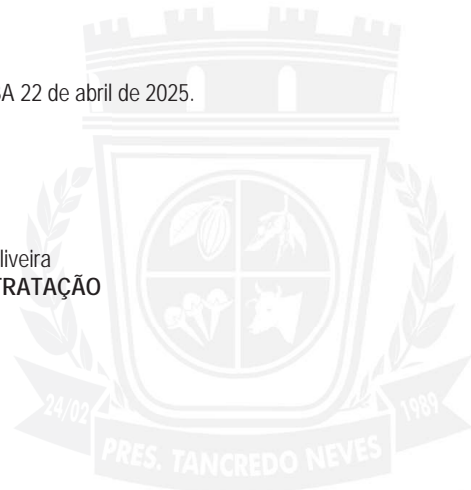 A 22 de abril de 2025.
liveira
TRATAÇÃO
24/02
1989
PRES. TANCREDO NEVES